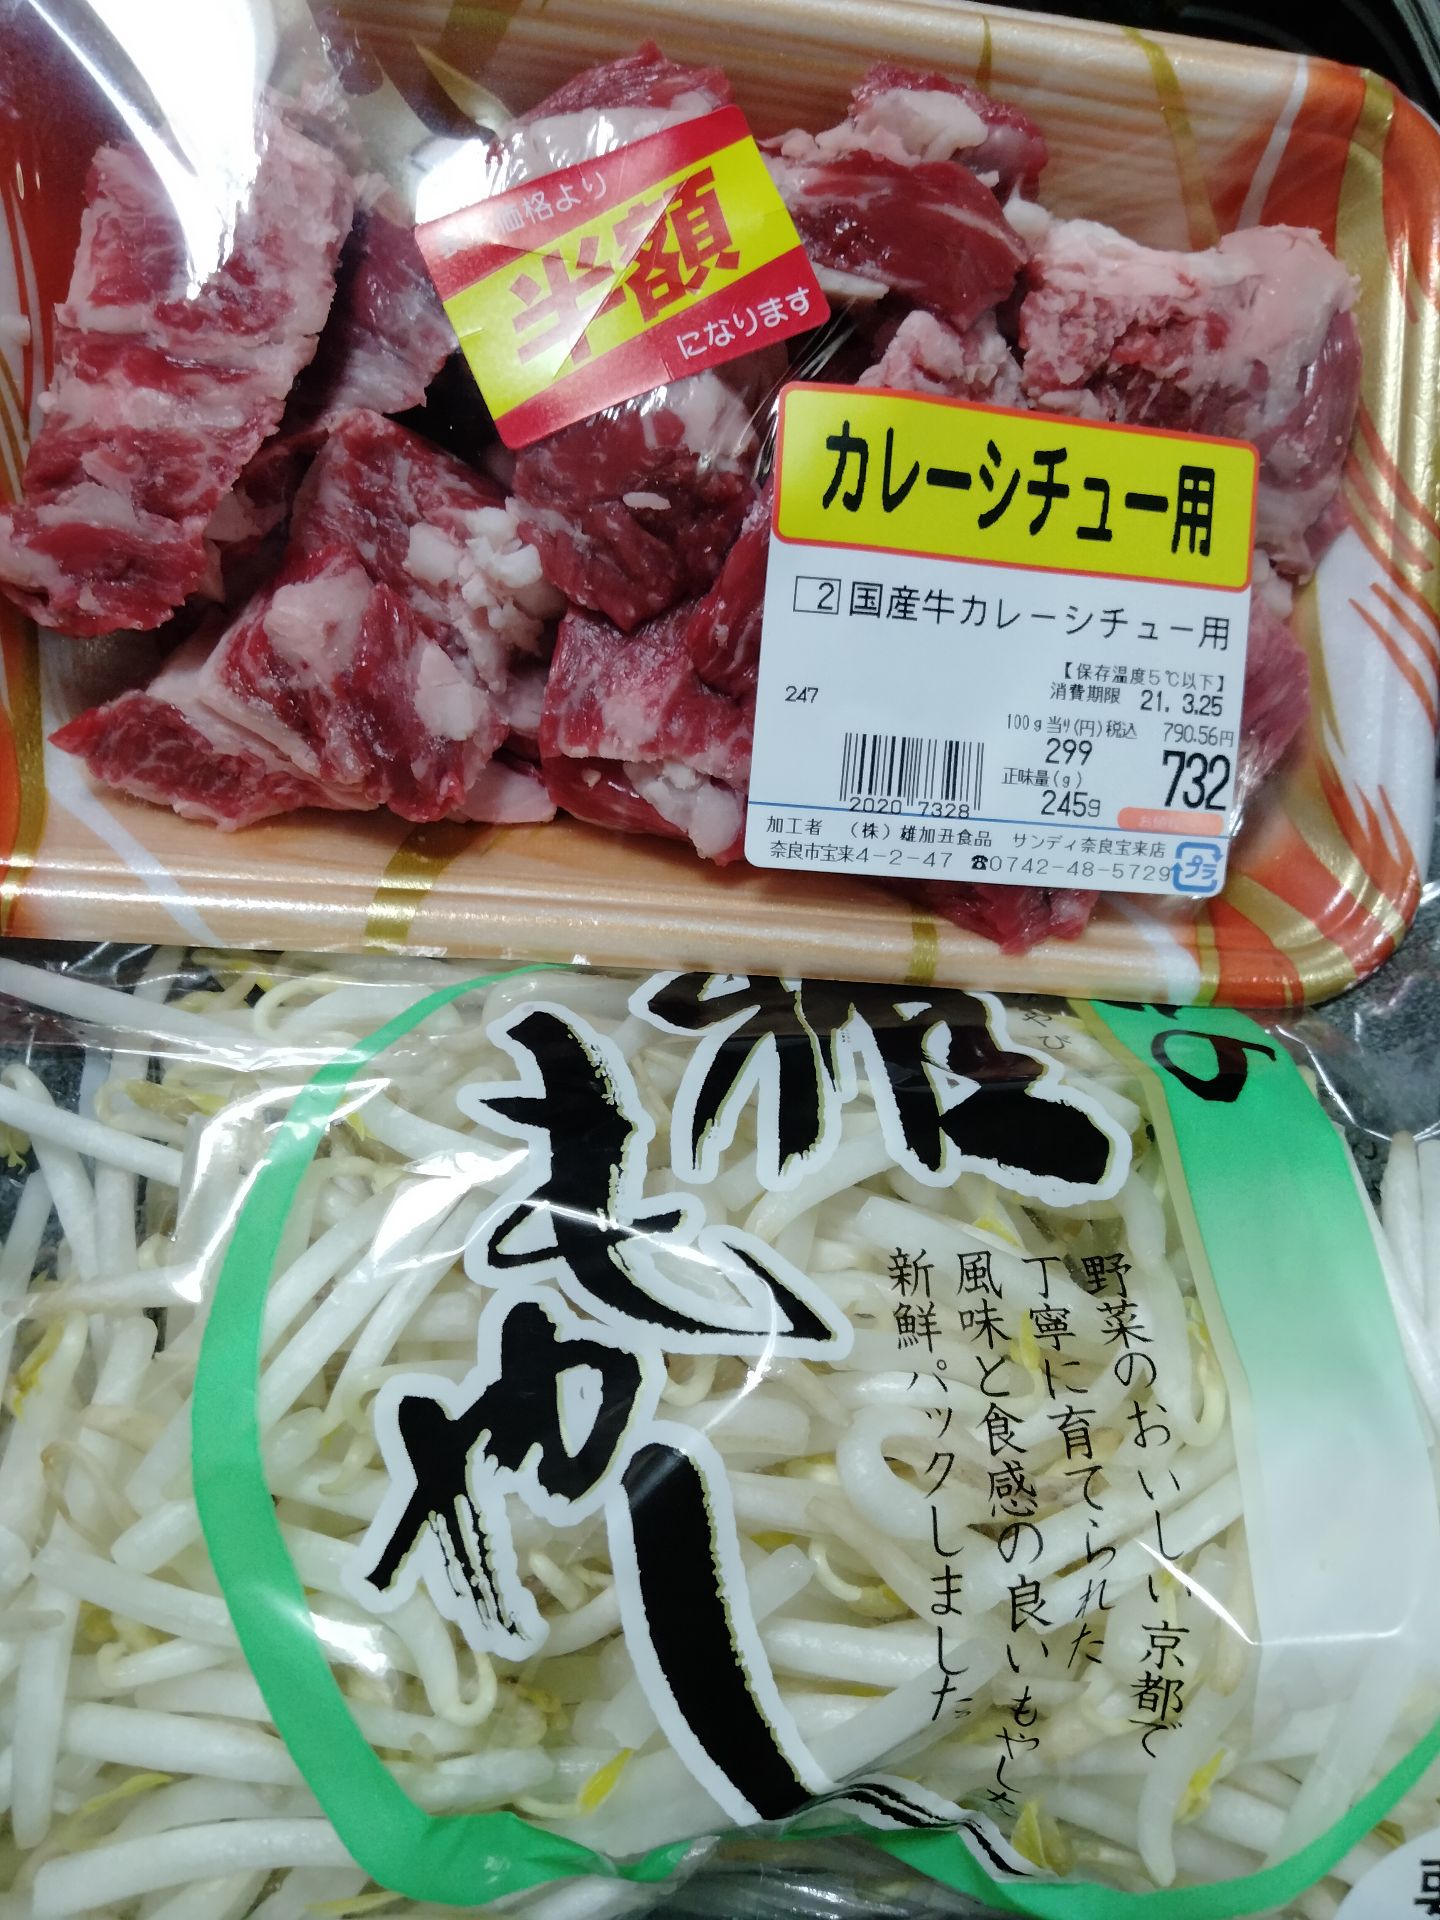 価格より
半額
になります
カレーシチュー用
2 国産牛カレーシチュー用
【保存温度5℃以下】
247
消費期限 21. 3.25
100g当り(円)税込 790.56円
299
732
正味量(g)
245g
2020 7328
加工者 （株）雄加丑食品 サンディ奈良宝来店
奈良市宝来4-2-47 ☎0742-48-5729
プラ
雅
もやし
野菜のおいしい京都で
丁寧に育てられた
風味と食感の良いもやしを
新鮮パックしました